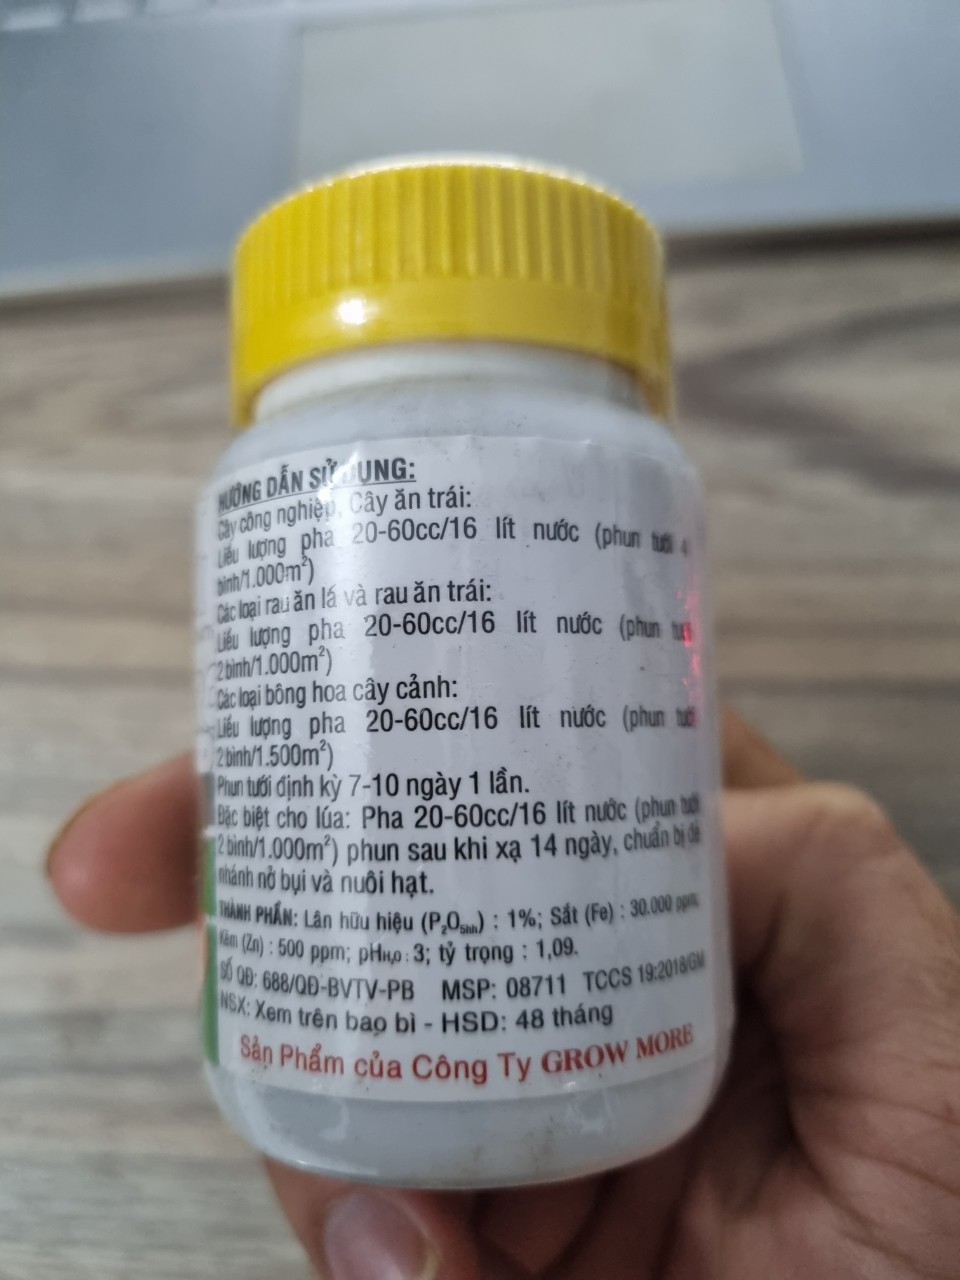 HƯỚNG DẪN SỬ DỤNG:
Cây công nghiệp, Cây ăn trái:
Liều lượng pha 20-60cc/16 lít nước (phun tưới 4
bình/1.000m²)
Các loại rau ăn lá và rau ăn trái:
Liều lượng pha 20-60cc/16 lít nước (phun tưới
2 bình/1.000m²)
Các loại bông hoa cây cảnh:
Liều lượng pha 20-60cc/16 lít nước (phun tưới
2 bình/1.500m²)
Phun tưới định kỳ 7-10 ngày 1 lần.
Đặc biệt cho lúa: Pha 20-60cc/16 lít nước (phun tưới
2 bình/1.000m²) phun sau khi xạ 14 ngày, chuẩn bị đẻ
nhánh nở bụi và nuôi hạt.
THÀNH PHẦN: Lân hữu hiệu (P₂O₅hh) : 1%; Sắt (Fe) : 30.000 ppm;
Kẽm (Zn) : 500 ppm; pHH₂O : 3; tỷ trọng : 1,09.
SỐ QĐ: 688/QĐ-BVTV-PB MSP: 08711 TCCS 19:2018/GM
NSX: Xem trên bao bì - HSD: 48 tháng
Sản Phẩm của Công Ty GROW MORE